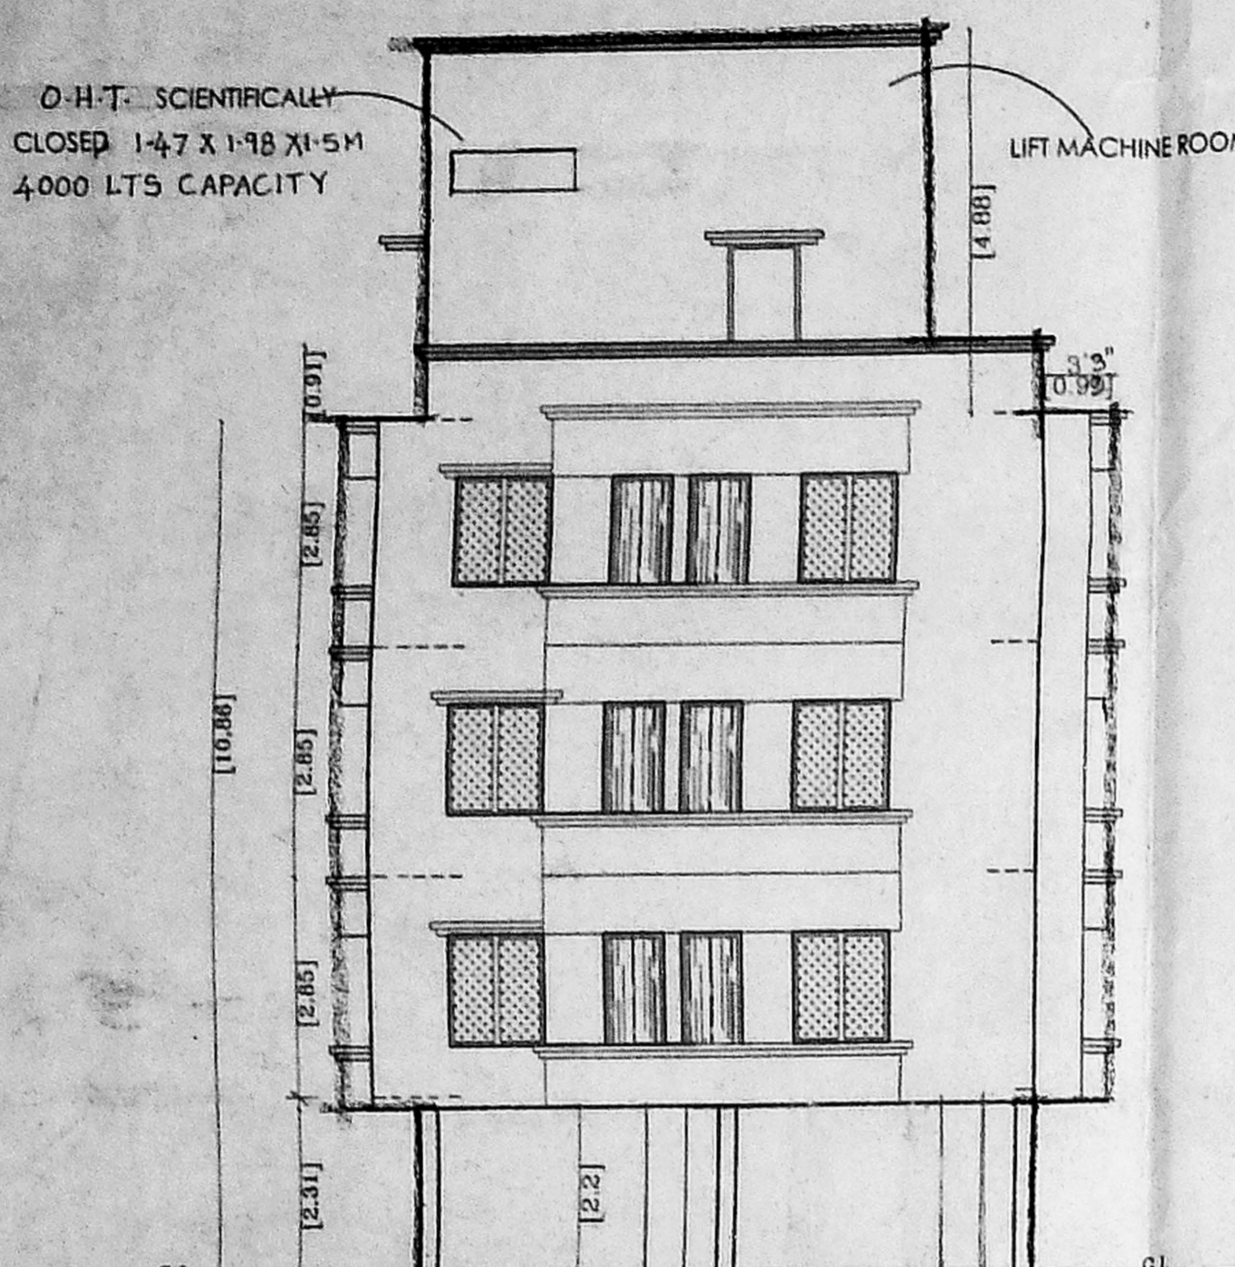 O.H.T. SCIENTIFICALLY
CLOSED 1.47 X 1.98 X 1.5 M
4000 LTS CAPACITY
LIFT MACHINE ROOM
[4.88]
3'3"
[0.99]
[0.91]
[2.85]
[10.86]
[2.85]
[2.85]
[2.31]
[2.2]